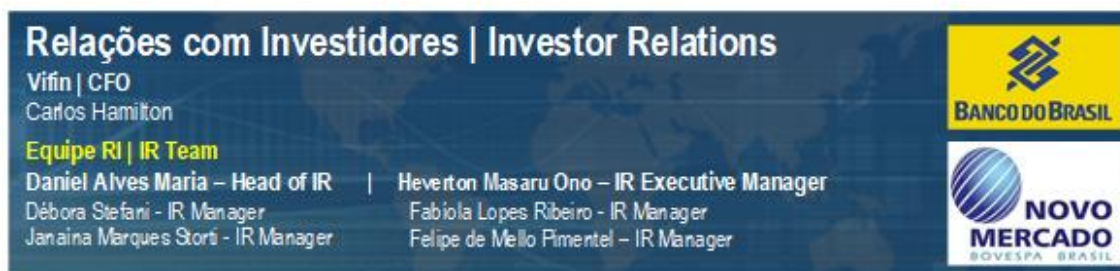 Relações com Investidores | Investor Relations
Vifin | CFO
Carlos Hamilton
Equipe RI | IR Team
Daniel Alves Maria – Head of IR | Heverton Masaru Ono – IR Executive Manager
Débora Stefani - IR Manager Fabíola Lopes Ribeiro - IR Manager
Janaína Marques Storti - IR Manager Felipe de Mello Pimentel – IR Manager
BANCO DO BRASIL
NOVO
MERCADO
BOVESPA BRASIL